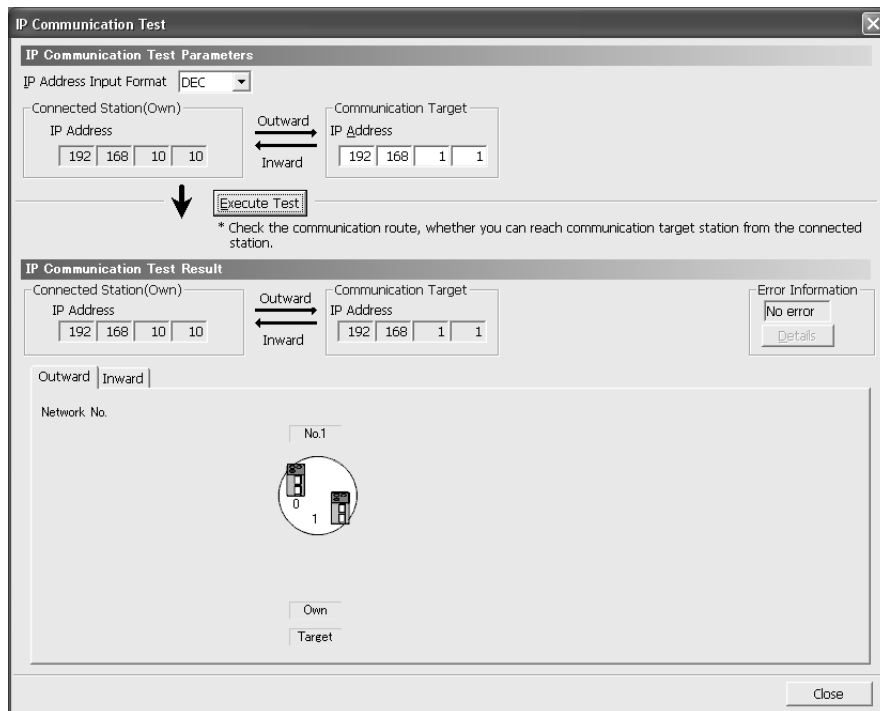 IP Communication Test
IP Communication Test Parameters
IP Address Input Format DEC
Connected Station(Own) Outward Communication Target
IP Address IP Address
192 168 10 10 Inward 192 168 1 1
Execute Test
* Check the communication route, whether you can reach communication target station from the connected
station.
IP Communication Test Result
Connected Station(Own) Outward Communication Target Error Information
IP Address IP Address No error
192 168 10 10 Inward 192 168 1 1 Details
Outward Inward
Network No.
No.1
0
1
Own
Target
Close